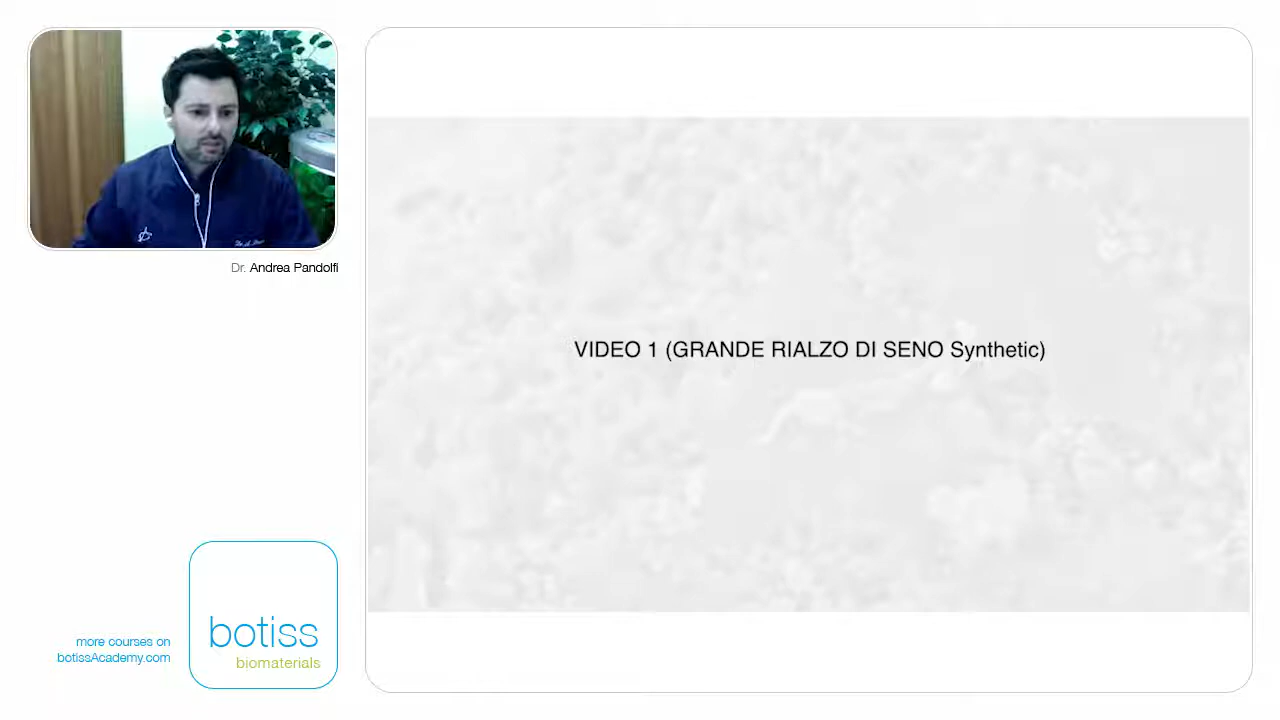 Dr. Andrea Pandolfi
VIDEO 1 (GRANDE RIALZO DI SENO Synthetic)
more courses on
botissAcademy.com
botiss
biomaterials